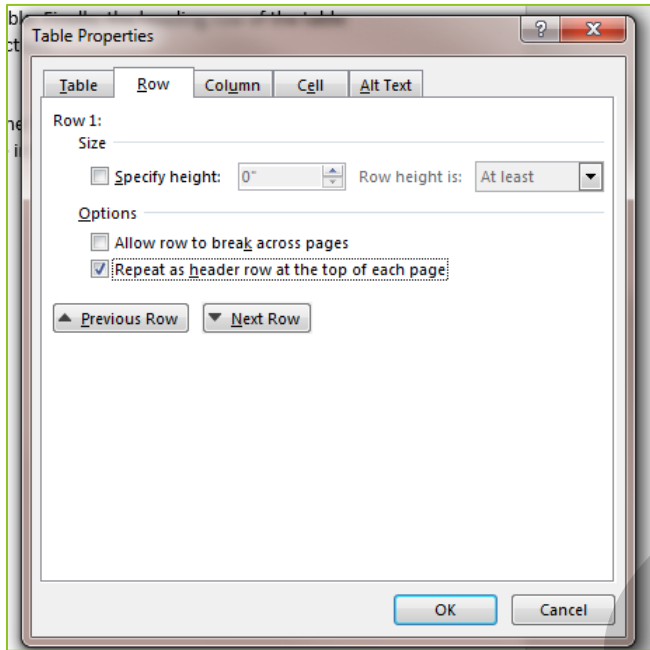 Table Properties
?
X
Table Row Column Cell Alt Text
Row 1:
Size
Specify height: 0" Row height is: At least
Options
Allow row to break across pages
Repeat as header row at the top of each page
Previous Row Next Row
OK Cancel